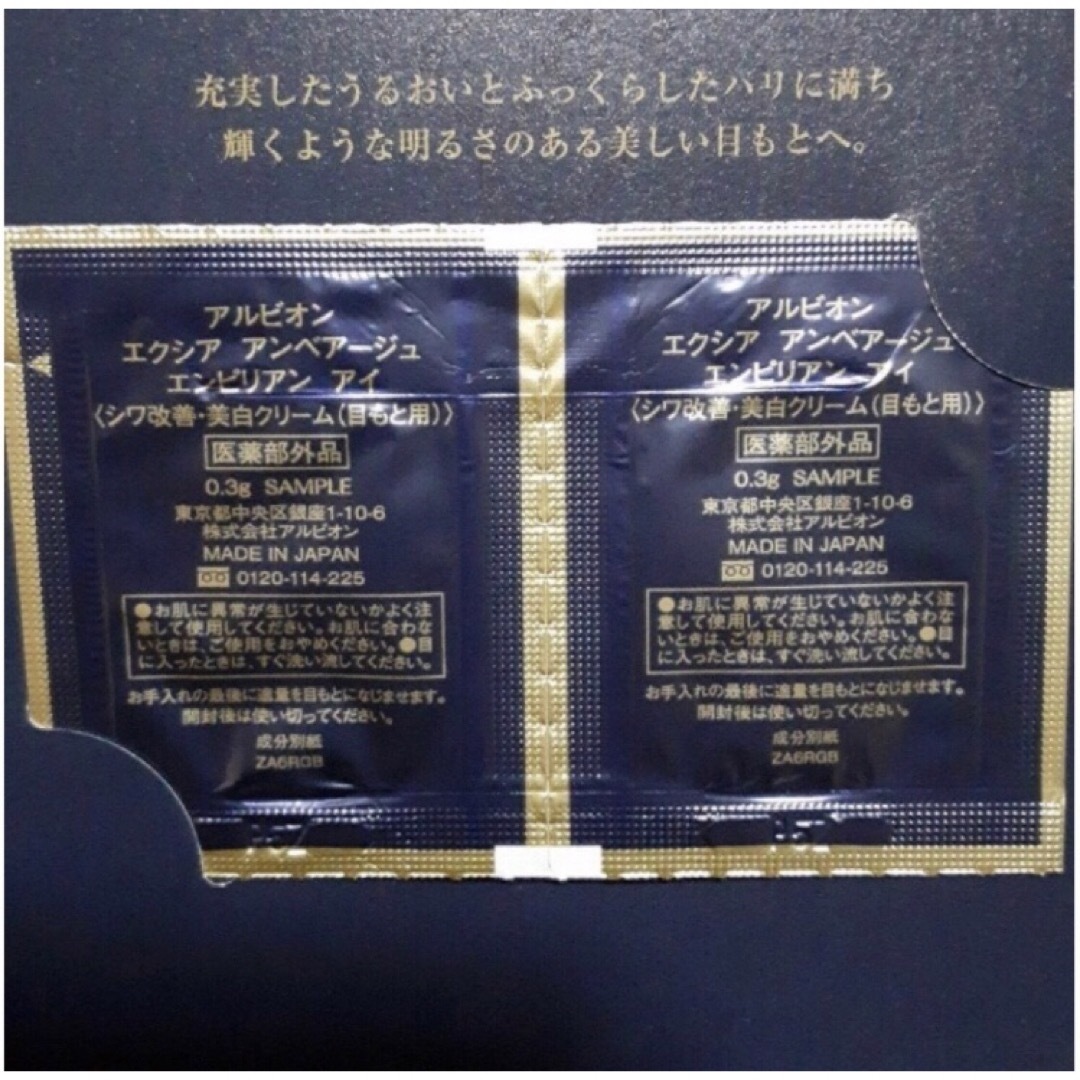 充実したうるおいとふっくらしたハリに満ち
輝くような明るさのある美しい目もとへ。
アルビオン
エクシア アンベアージュ
エンピリアン アイ
〈シワ改善・美白クリーム(目もと用)〉
医薬部外品
0.3g SAMPLE
東京都中央区銀座1-10-6
株式会社アルビオン
MADE IN JAPAN
0120-114-225
●お肌に異常が生じていないかよく注
意して使用してください。お肌に合わな
いときは、ご使用をおやめください。●目
に入ったときは、すぐ洗い流してください。
お手入れの最後に適量を目もとになじませます。
開封後は使い切ってください。
成分別紙
ZA6RGB
アルビオン
エクシア アンベアージュ
エンピリアン アイ
〈シワ改善・美白クリーム(目もと用)〉
医薬部外品
0.3g SAMPLE
東京都中央区銀座1-10-6
株式会社アルビオン
MADE IN JAPAN
0120-114-225
●お肌に異常が生じていないかよく注
意して使用してください。お肌に合わな
いときは、ご使用をおやめください。●目
に入ったときは、すぐ洗い流してください。
お手入れの最後に適量を目もとになじませます。
開封後は使い切ってください。
成分別紙
ZA6RGB